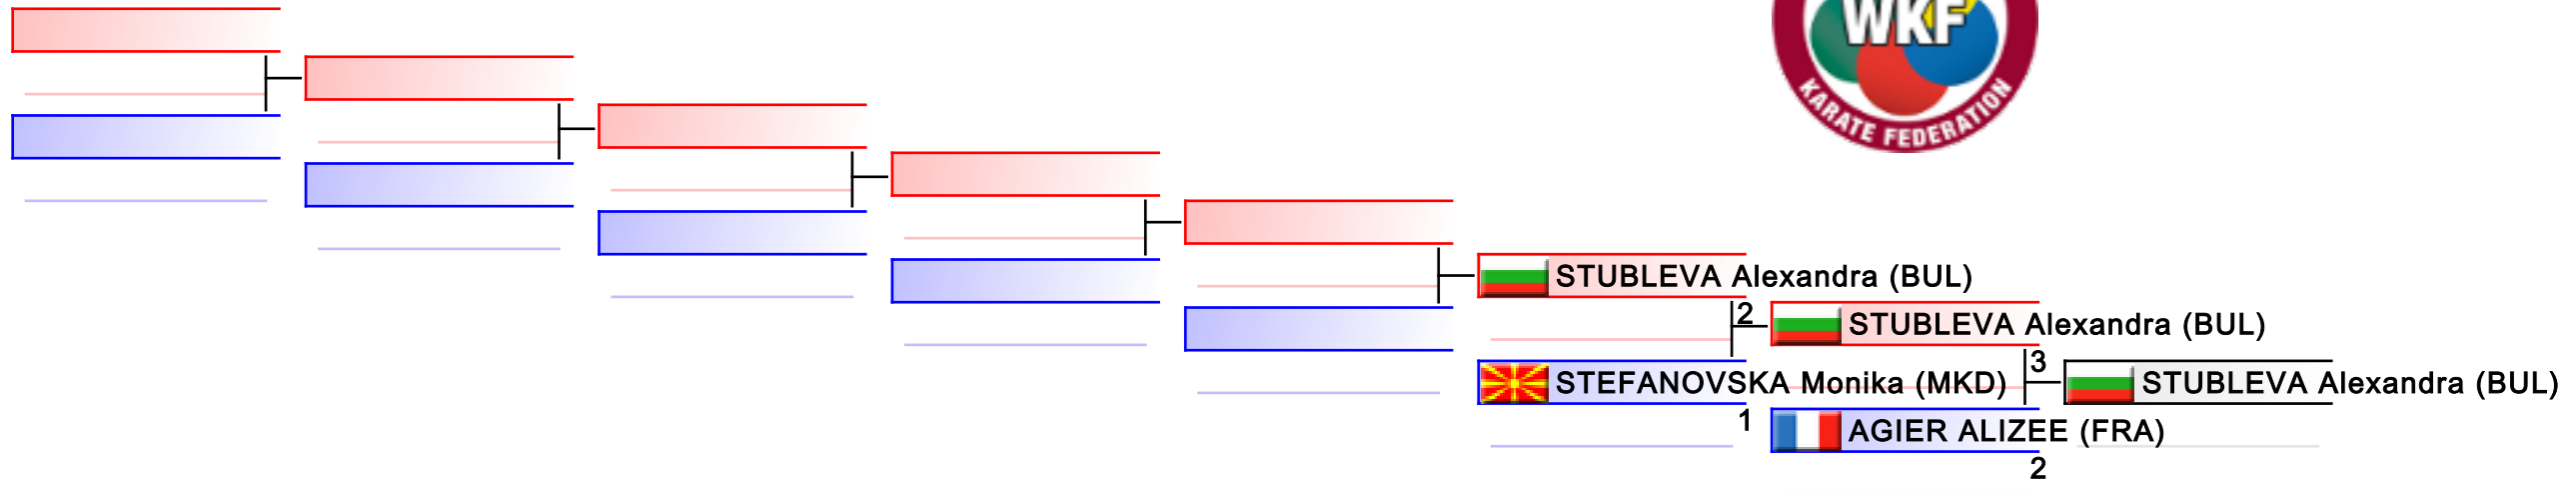 WKF
KARATE FEDERATION
STUBLEVA Alexandra (BUL)
2
STUBLEVA Alexandra (BUL)
3
STEFANOVSKA Monika (MKD)
STUBLEVA Alexandra (BUL)
1
AGIER ALIZEE (FRA)
2